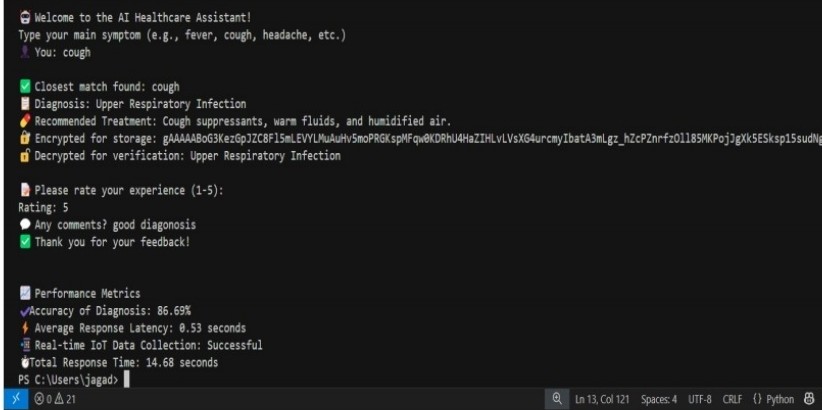 Welcome to the AI Healthcare Assistant!
Type your main symptom (e.g., fever, cough, headache, etc.)
You: cough
Closest match found: cough
Diagnosis: Upper Respiratory Infection
Recommended Treatment: Cough suppressants, warm fluids, and humidified air.
Encrypted for storage:
Decrypted for verification: Upper Respiratory Infection
Please rate your experience (1-5):
Rating: 5
Any comments? good diagonosis
Thank you for your feedback!
Performance Metrics
Accuracy of Diagnosis: 86.69%
Average Response Latency: 0.53 seconds
Real-time IoT Data Collection: Successful
Total Response Time: 14.68 seconds
PS C:\Users\jagad>
0 21 Ln 13, Col 121 Spaces: 4 UTF-8 CRLF {} Python